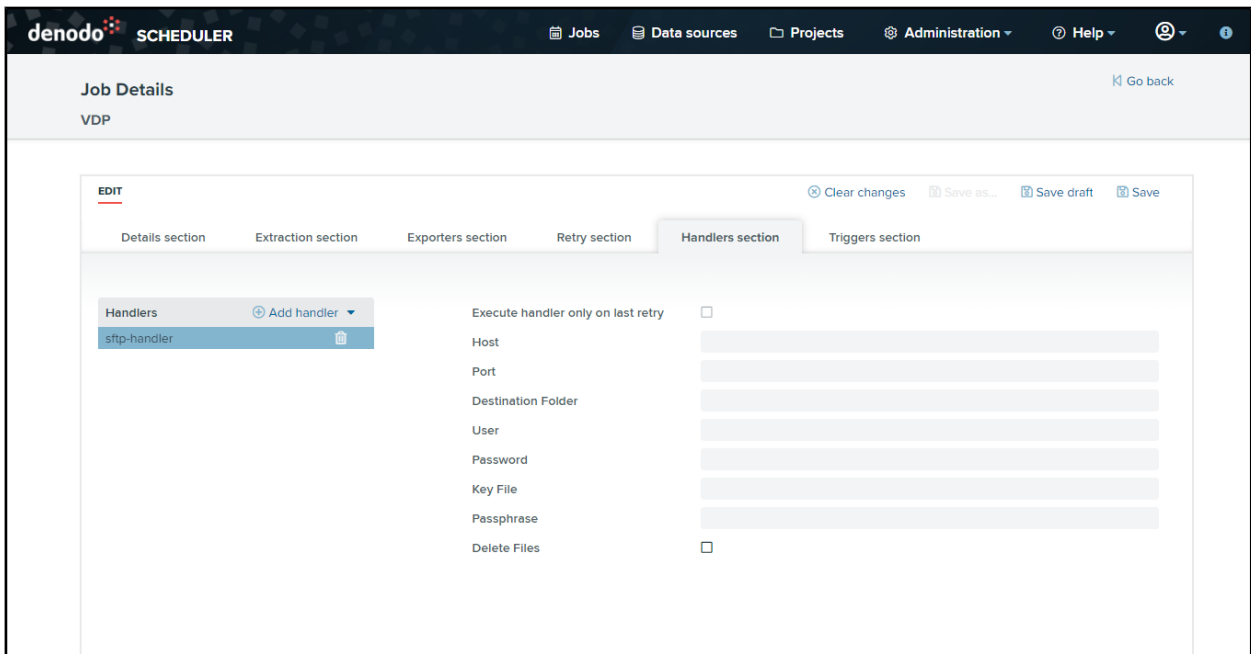 denodo SCHEDULER Jobs Data sources Projects Administration Help
Job Details Go back
VDP
EDIT Clear changes Save as... Save draft Save
Details section Extraction section Exporters section Retry section Handlers section Triggers section
Handlers Add handler Execute handler only on last retry
sftp-handler Host
Port
Destination Folder
User
Password
Key File
Passphrase
Delete Files